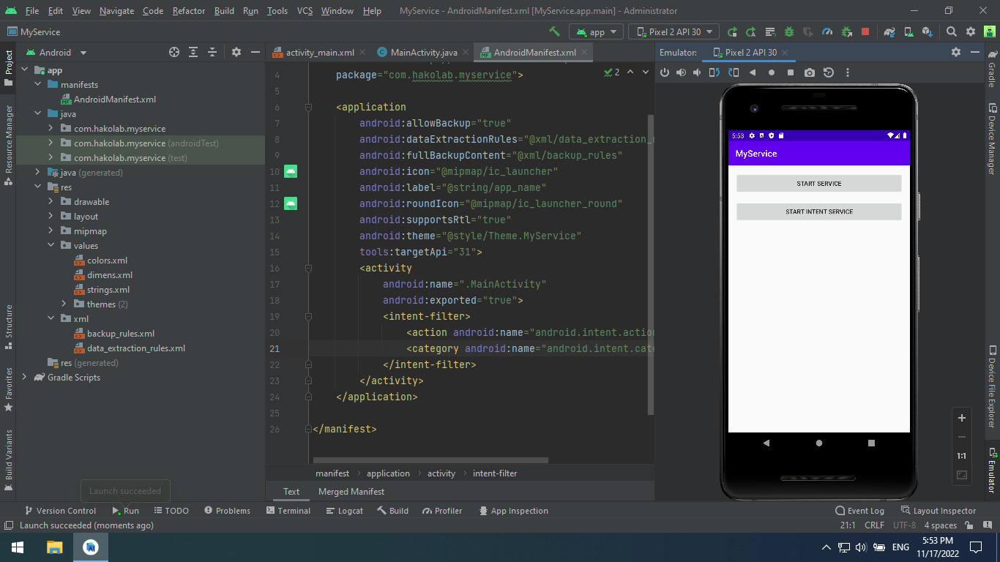 File Edit View Navigate Code Refactor Build Run Tools VCS Window Help MyService - AndroidManifest.xml [MyService.app.main] - Administrator
MyService app Pixel 2 API 30
Project
Resource Manager
Structure
Favorites
Build Variants
Android
app
manifests
AndroidManifest.xml
java
com.hakolab.myservice
com.hakolab.myservice (androidTest)
com.hakolab.myservice (test)
java (generated)
res
drawable
layout
mipmap
values
colors.xml
dimens.xml
strings.xml
themes (2)
xml
backup_rules.xml
data_extraction_rules.xml
res (generated)
Gradle Scripts
Launch succeeded
activity_main.xml MainActivity.java AndroidManifest.xml
2
4 package="com.hakolab.myservice">
5
6 <application
7 android:allowBackup="true"
8 android:dataExtractionRules="@xml/data_extraction_
9 android:fullBackupContent="@xml/backup_rules"
10 android:icon="@mipmap/ic_launcher"
11 android:label="@string/app_name"
12 android:roundIcon="@mipmap/ic_launcher_round"
13 android:supportsRtl="true"
14 android:theme="@style/Theme.MyService"
15 tools:targetApi="31">
16 <activity
17 android:name=".MainActivity"
18 android:exported="true">
19 <intent-filter>
20 <action android:name="android.intent.action
21 <category android:name="android.intent.cate
22 </intent-filter>
23 </activity>
24 </application>
25
26 </manifest>
manifest application activity intent-filter
Text Merged Manifest
Emulator: Pixel 2 API 30
5:53
MyService
START SERVICE
START INTENT SERVICE
1:1
Gradle
Device Manager
Device File Explorer
Emulator
Version Control Run TODO Problems Terminal Logcat Build Profiler App Inspection Event Log Layout Inspector
Launch succeeded (moments ago) 21:1 CRLF UTF-8 4 spaces
ENG
5:53 PM
11/17/2022